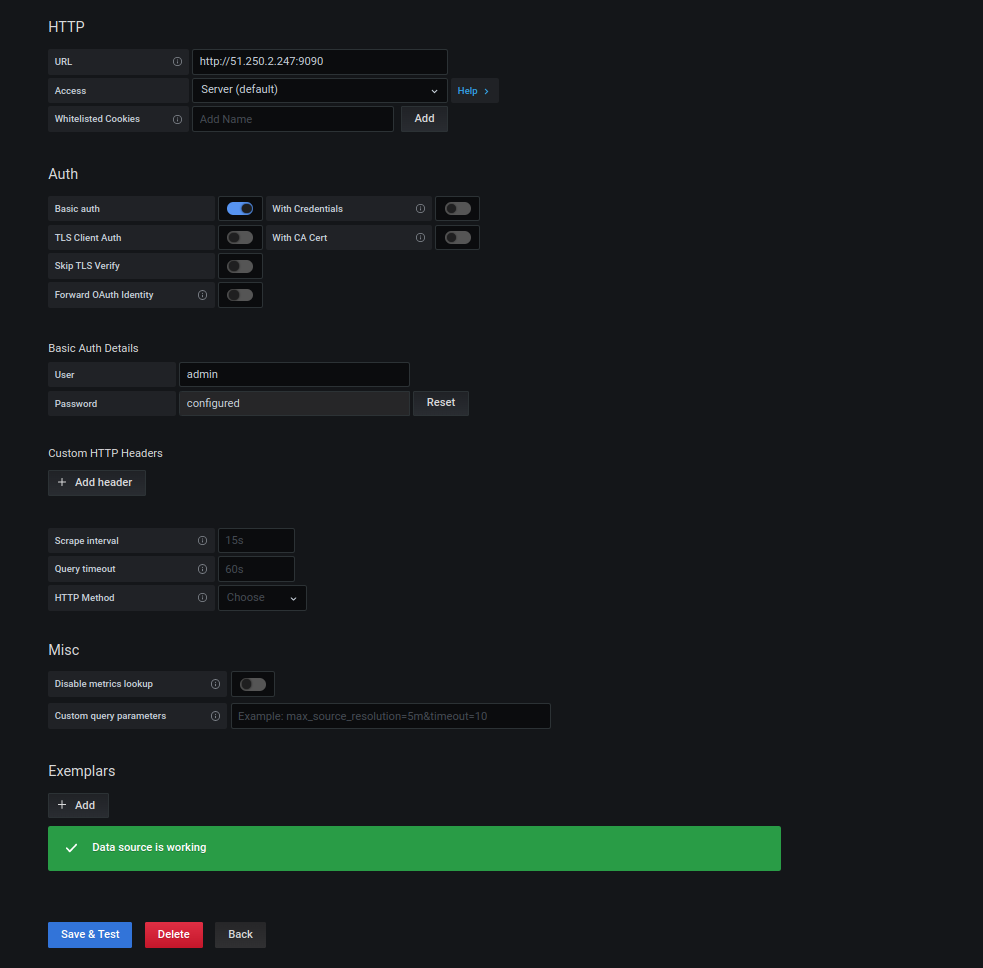 HTTP
URL http://51.250.2.247:9090
Access Server (default) Help
Whitelisted Cookies Add Name Add
Auth
Basic auth With Credentials
TLS Client Auth With CA Cert
Skip TLS Verify
Forward OAuth Identity
Basic Auth Details
User admin
Password configured Reset
Custom HTTP Headers
+ Add header
Scrape interval 15s
Query timeout 60s
HTTP Method Choose
Misc
Disable metrics lookup
Custom query parameters Example: max_source_resolution=5m&timeout=10
Exemplars
+ Add
Data source is working
Save & Test Delete Back